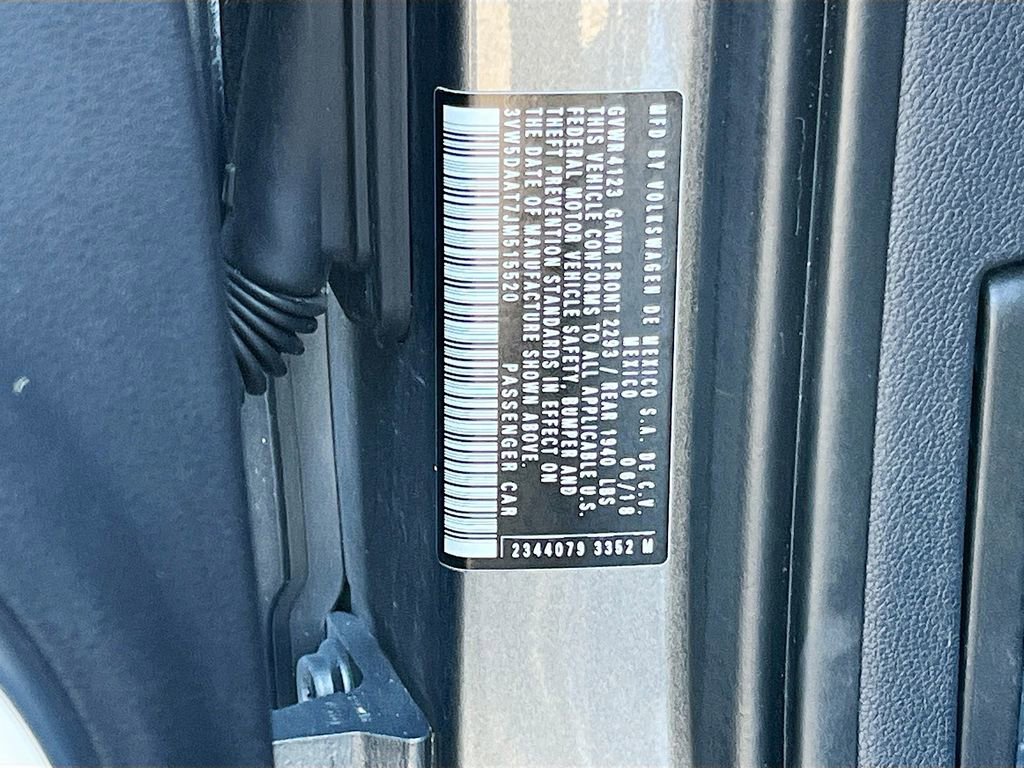 MFD BY VOLKSWAGEN DE MEXICO S.A. DE C.V.
MEXICO 06/18
GVWR 4123 GAWR FRONT 2293 / REAR 1940 LBS
THIS VEHICLE CONFORMS TO ALL APPLICABLE U.S.
FEDERAL MOTOR VEHICLE SAFETY, BUMPER AND
THEFT PREVENTION STANDARDS IN EFFECT ON
THE DATE OF MANUFACTURE SHOWN ABOVE.
3VW5DAAT7JM515520 PASSENGER CAR
2344079 3352 M